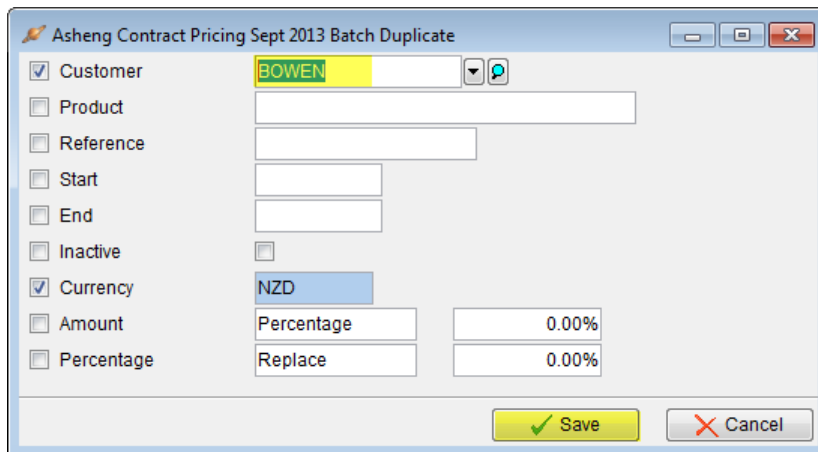 Asheng Contract Pricing Sept 2013 Batch Duplicate
Customer BOWEN
Product
Reference
Start
End
Inactive
Currency NZD
Amount Percentage 0.00%
Percentage Replace 0.00%
Save Cancel